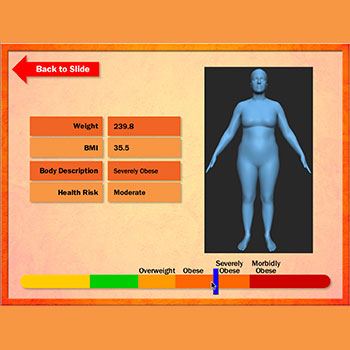 Back to Slide
Weight 239.8
BMI 35.5
Body Description Severely Obese
Health Risk Moderate
Overweight Obese Severely Obese Morbidly Obese